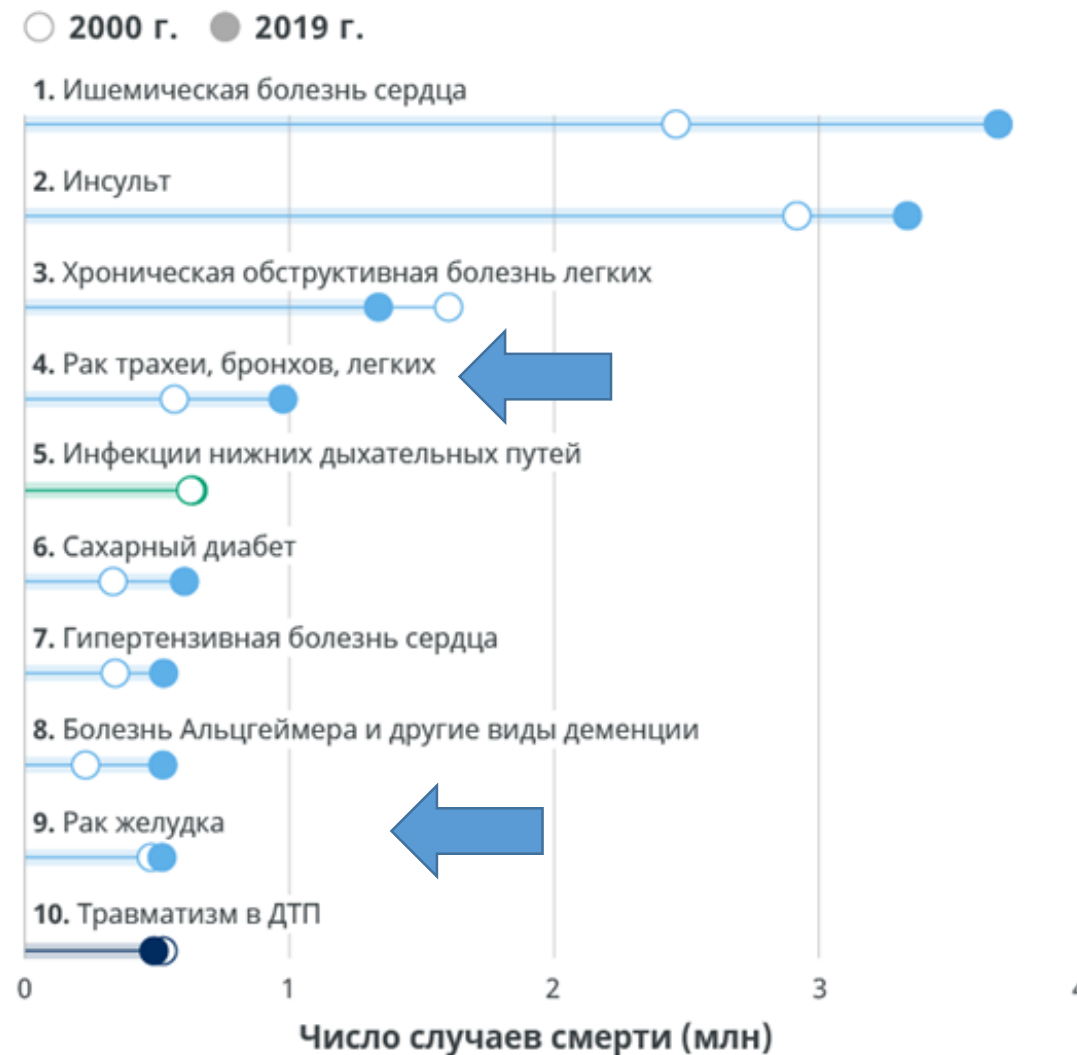 2000 г. 2019 г.
1. Ишемическая болезнь сердца
2. Инсульт
3. Хроническая обструктивная болезнь легких
4. Рак трахеи, бронхов, легких
5. Инфекции нижних дыхательных путей
6. Сахарный диабет
7. Гипертензивная болезнь сердца
8. Болезнь Альцгеймера и другие виды деменции
9. Рак желудка
10. Травматизм в ДТП
0 1 2 3 4
Число случаев смерти (млн)